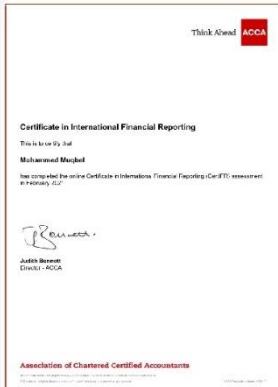 Think Ahead ACCA
Certificate in International Financial Reporting
This is to certify that
Mohammed Muqbel
has completed the online Certificate in International Financial Reporting (CertIFR) assessment
in February
Judith Bennett
Director - ACCA
Association of Chartered Certified Accountants